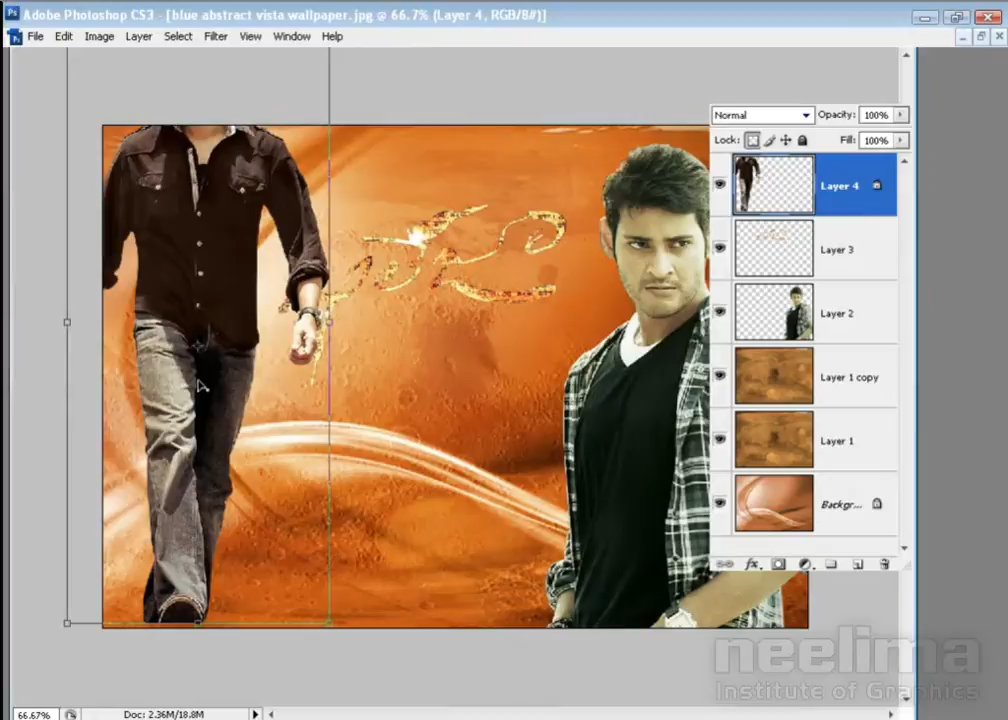 Adobe Photoshop CS3 - [blue abstract vista wallpaper.jpg @ 66.7% (Layer 4, RGB/8#)]
File Edit Image Layer Select Filter View Window Help
Normal Opacity: 100%
Lock: Fill: 100%
Layer 4
Layer 3
Layer 2
Layer 1 copy
Layer 1
Backgr...
neelima
Institute of Graphics
66.67% Doc: 2.36M/18.8M